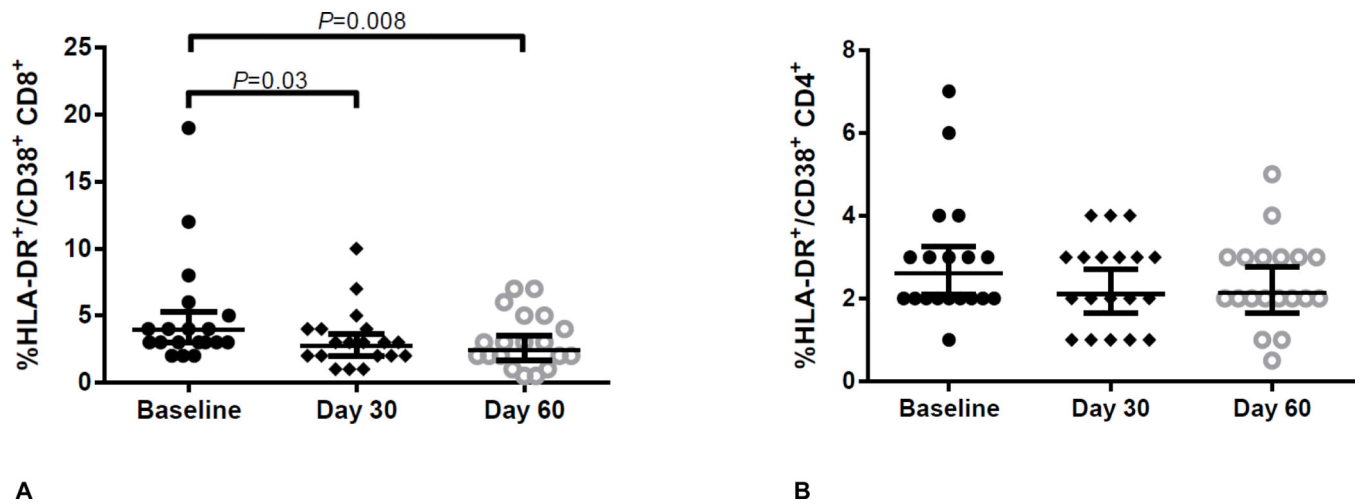 P=0.008
P=0.03
%HLA-DR⁺/CD38⁺ CD8⁺
25
20
15
10
5
0
Baseline Day 30 Day 60
A
%HLA-DR⁺/CD38⁺ CD4⁺
8
6
4
2
0
Baseline Day 30 Day 60
B